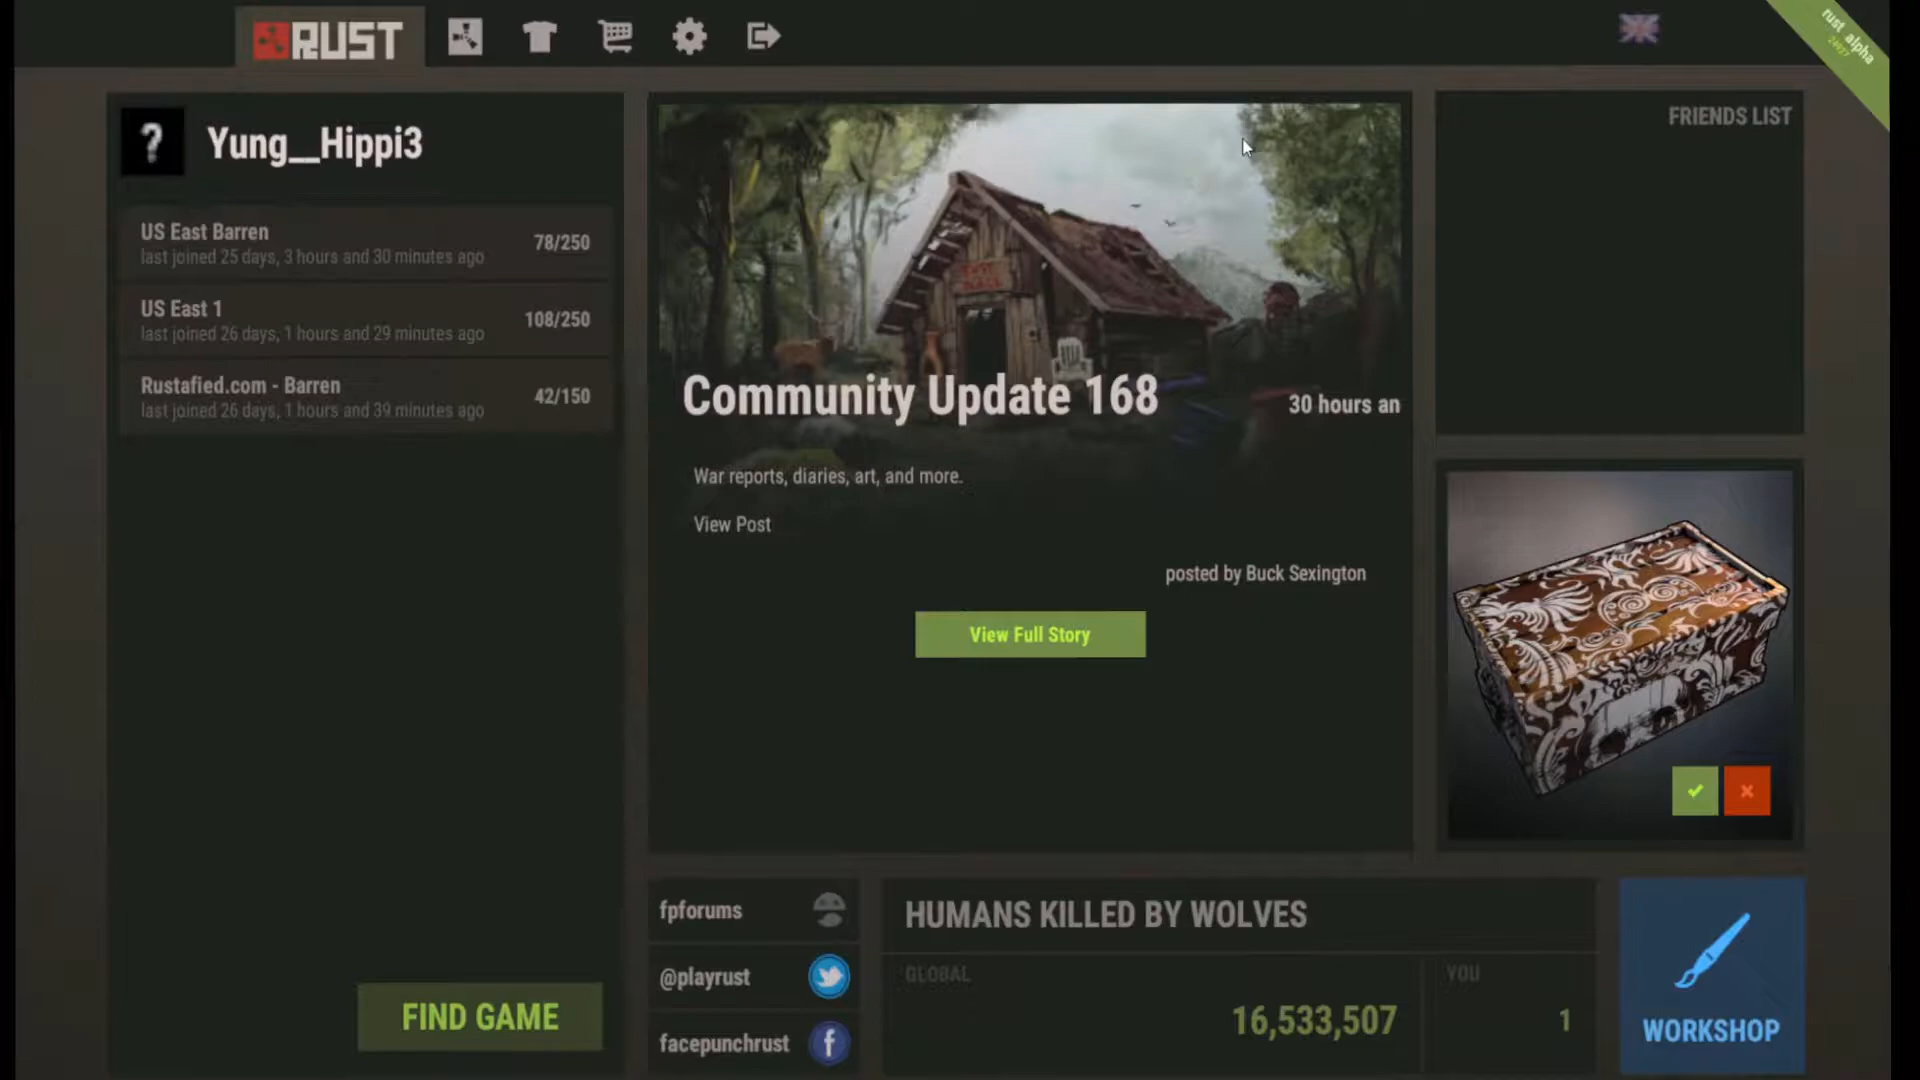 RUST
rust alpha
Yung__Hippi3
US East Barren
last joined 25 days, 3 hours and 30 minutes ago
78/250
US East 1
last joined 26 days, 1 hours and 29 minutes ago
108/250
Rustafied.com - Barren
last joined 26 days, 1 hours and 39 minutes ago
42/150
FIND GAME
Community Update 168
30 hours an
War reports, diaries, art, and more.
View Post
posted by Buck Sexington
View Full Story
FRIENDS LIST
fpforums
@playrust
facepunchrust
HUMANS KILLED BY WOLVES
GLOBAL
16,533,507
YOU
1
WORKSHOP